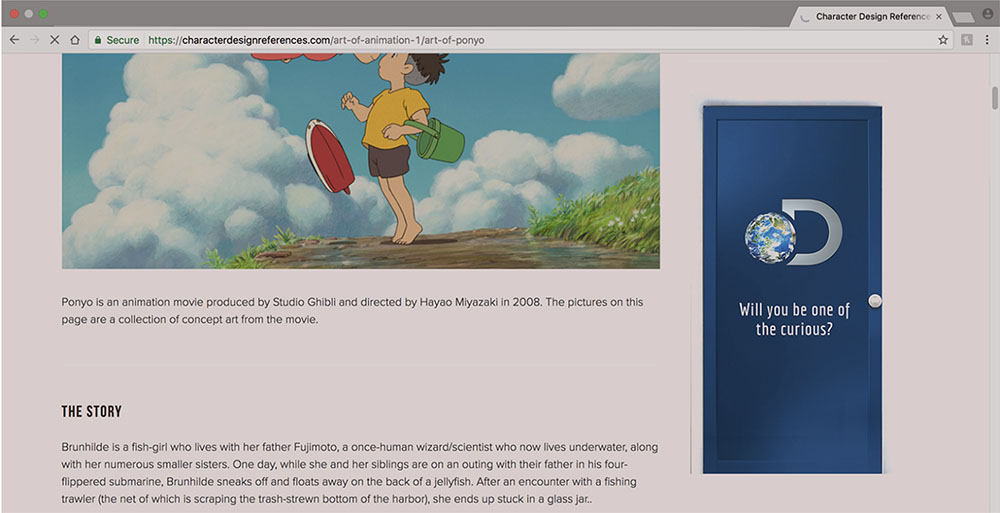 Character Design Reference
Secure
https://characterdesignreferences.com/art-of-animation-1/art-of-ponyo
Ponyo is an animation movie produced by Studio Ghibli and directed by Hayao Miyazaki in 2008. The pictures on this
page are a collection of concept art from the movie.
THE STORY
Brunhilde is a fish-girl who lives with her father Fujimoto, a once-human wizard/scientist who now lives underwater, along
with her numerous smaller sisters. One day, while she and her siblings are on an outing with their father in his four-
flippered submarine, Brunhilde sneaks off and floats away on the back of a jellyfish. After an encounter with a fishing
trawler (the net of which is scraping the trash-strewn bottom of the harbor), she ends up stuck in a glass jar..
D
Will you be one of
the curious?